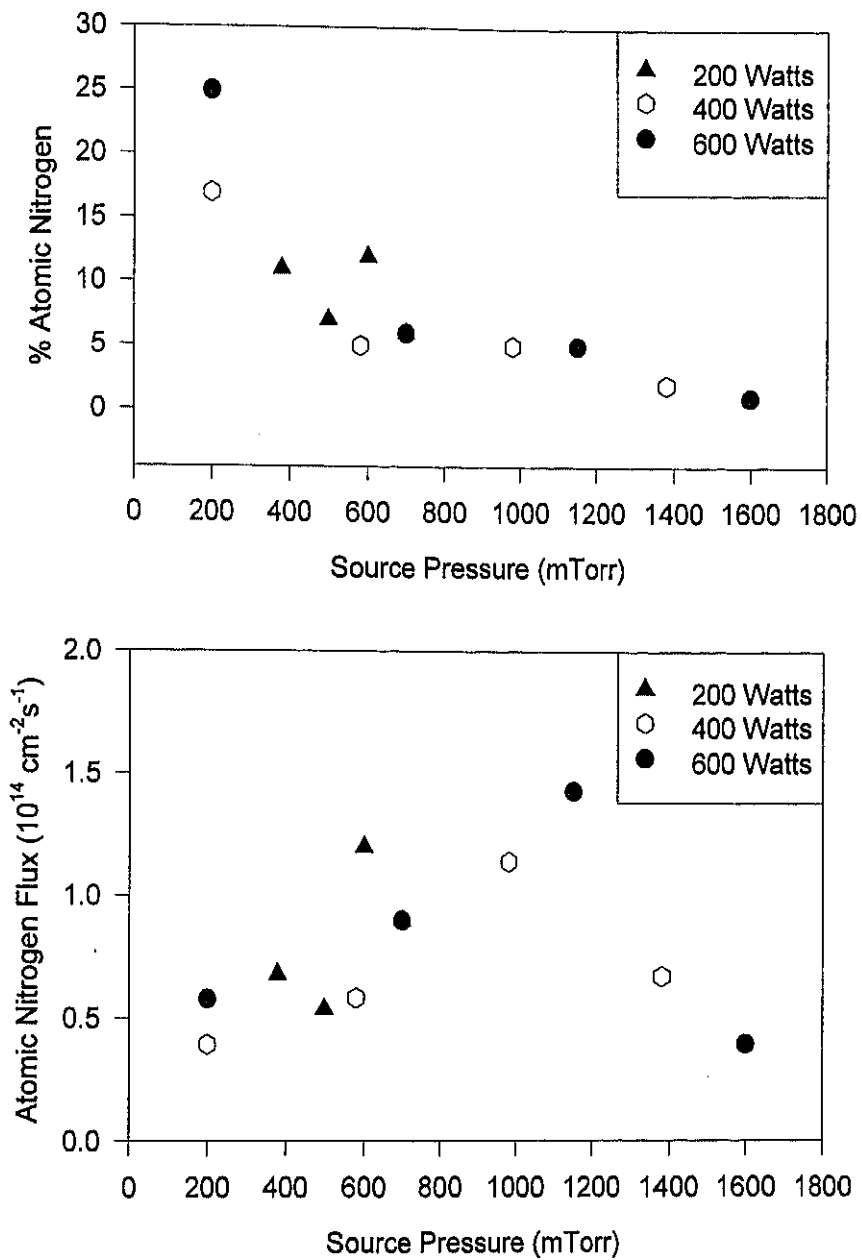 30
25
20
15
10
5
0
% Atomic Nitrogen
200 Watts
400 Watts
600 Watts
0 200 400 600 800 1000 1200 1400 1600 1800
Source Pressure (mTorr)
2.0
1.5
1.0
0.5
0.0
Atomic Nitrogen Flux (10¹⁴ cm⁻²s⁻¹)
200 Watts
400 Watts
600 Watts
0 200 400 600 800 1000 1200 1400 1600 1800
Source Pressure (mTorr)